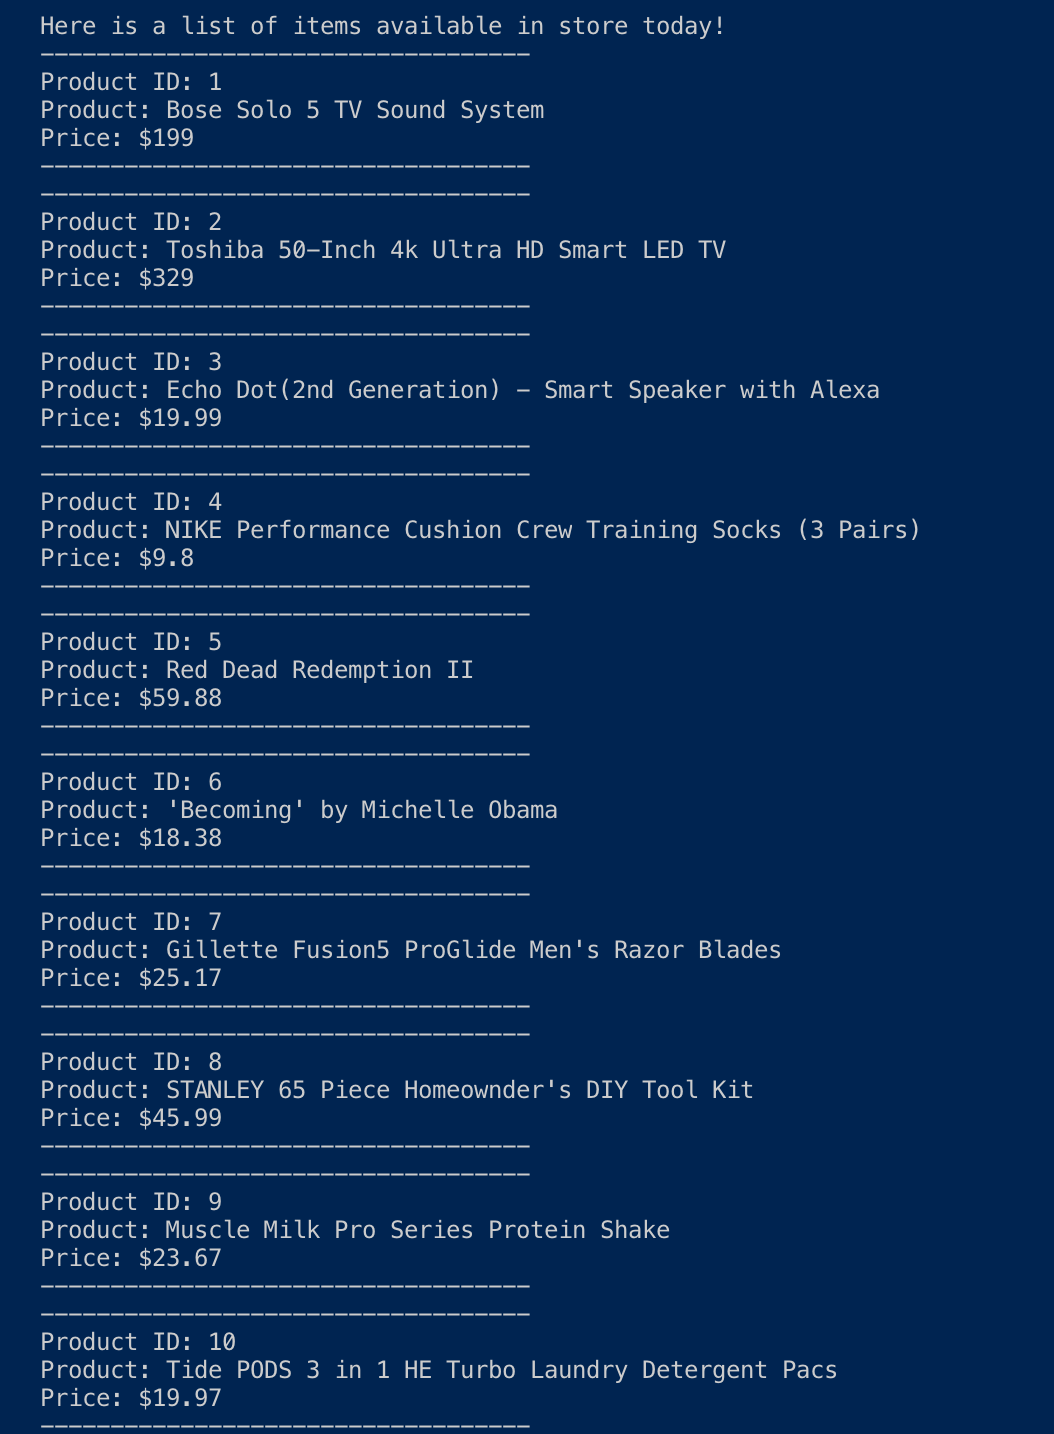 Here is a list of items available in store today!
-----------------------------------
Product ID: 1
Product: Bose Solo 5 TV Sound System
Price: $199
-----------------------------------
-----------------------------------
Product ID: 2
Product: Toshiba 50-Inch 4k Ultra HD Smart LED TV
Price: $329
-----------------------------------
-----------------------------------
Product ID: 3
Product: Echo Dot(2nd Generation) - Smart Speaker with Alexa
Price: $19.99
-----------------------------------
-----------------------------------
Product ID: 4
Product: NIKE Performance Cushion Crew Training Socks (3 Pairs)
Price: $9.8
-----------------------------------
-----------------------------------
Product ID: 5
Product: Red Dead Redemption II
Price: $59.88
-----------------------------------
-----------------------------------
Product ID: 6
Product: 'Becoming' by Michelle Obama
Price: $18.38
-----------------------------------
-----------------------------------
Product ID: 7
Product: Gillette Fusion5 ProGlide Men's Razor Blades
Price: $25.17
-----------------------------------
-----------------------------------
Product ID: 8
Product: STANLEY 65 Piece Homeownder's DIY Tool Kit
Price: $45.99
-----------------------------------
-----------------------------------
Product ID: 9
Product: Muscle Milk Pro Series Protein Shake
Price: $23.67
-----------------------------------
-----------------------------------
Product ID: 10
Product: Tide PODS 3 in 1 HE Turbo Laundry Detergent Pacs
Price: $19.97
-----------------------------------